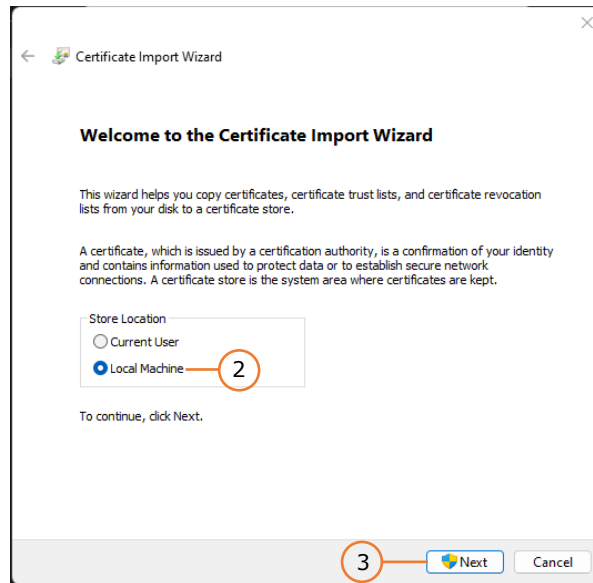 Certificate Import Wizard
Welcome to the Certificate Import Wizard
This wizard helps you copy certificates, certificate trust lists, and certificate revocation
lists from your disk to a certificate store.
A certificate, which is issued by a certification authority, is a confirmation of your identity
and contains information used to protect data or to establish secure network
connections. A certificate store is the system area where certificates are kept.
Store Location
Current User
Local Machine 2
To continue, click Next.
3 Next Cancel